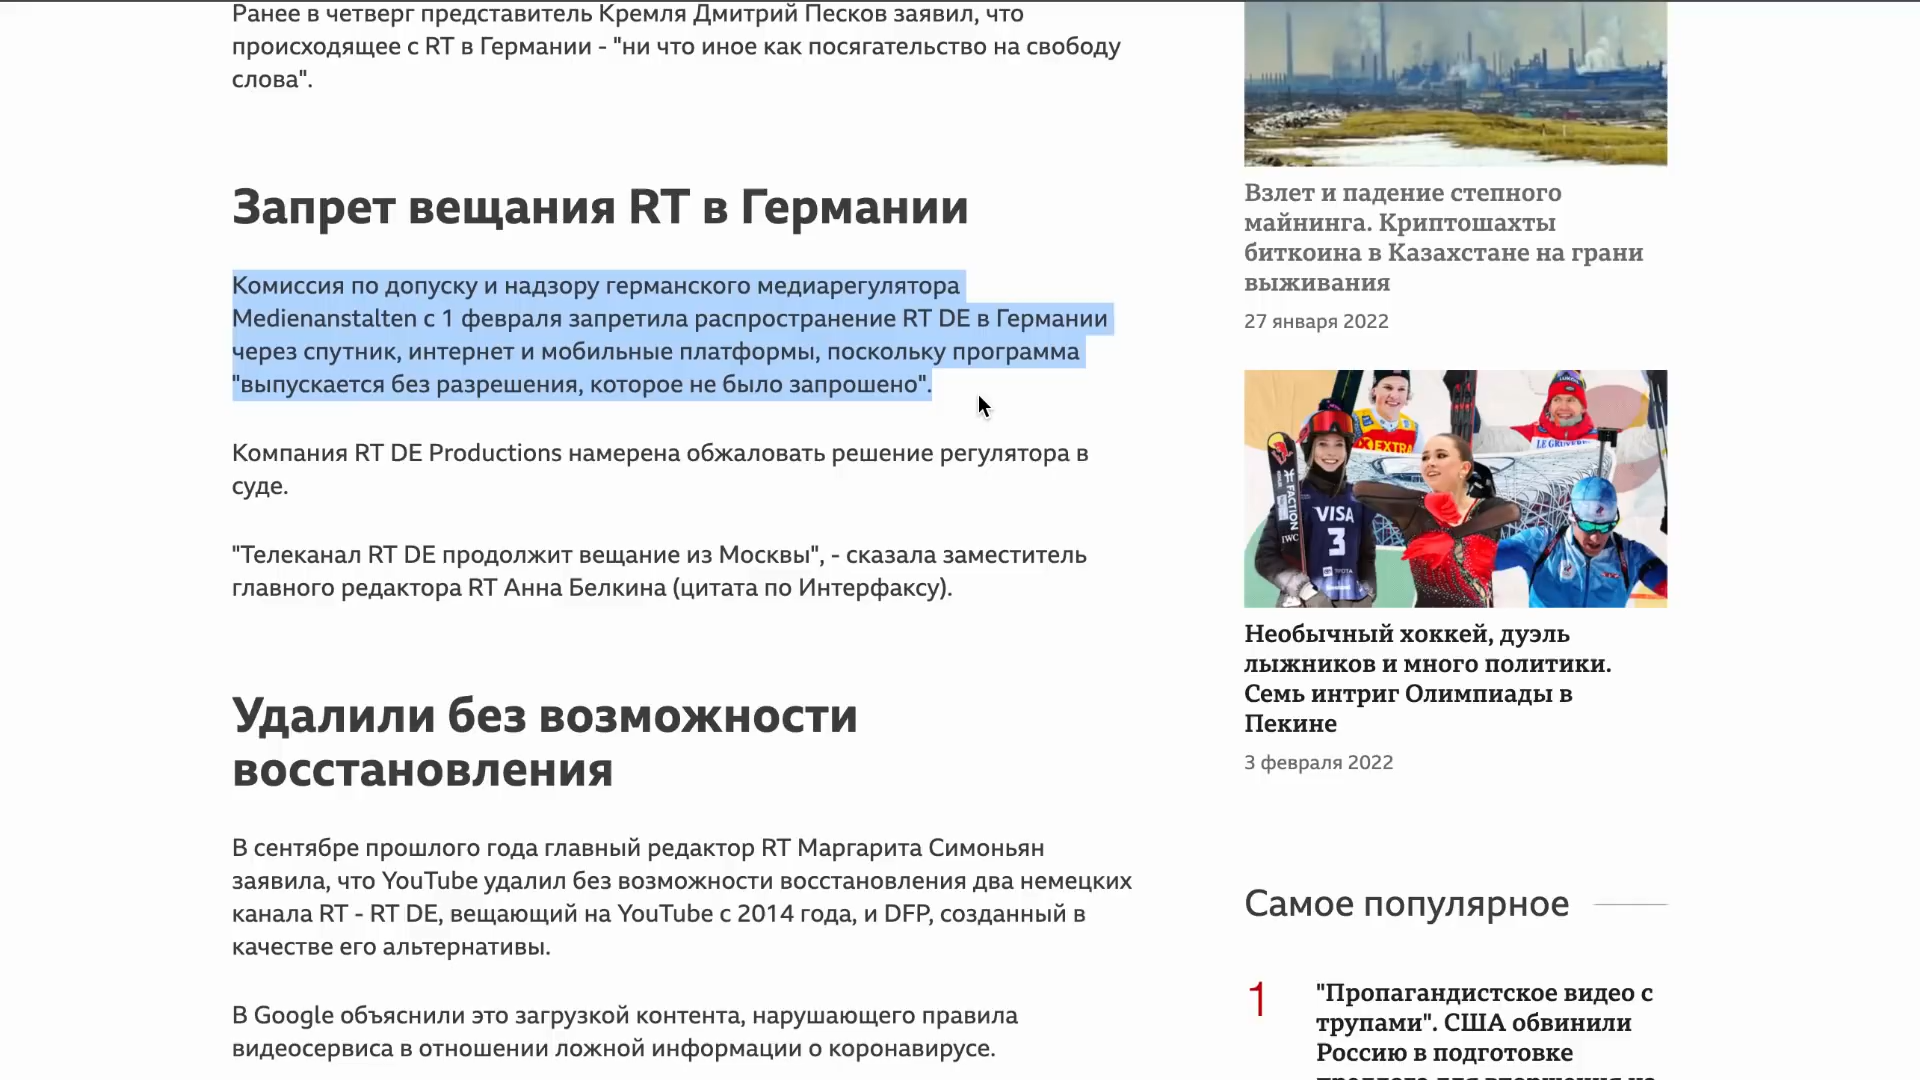 Ранее в четверг представитель Кремля Дмитрий Песков заявил, что
происходящее с RT в Германии - "ни что иное как посягательство на свободу
слова".
Запрет вещания RT в Германии
Комиссия по допуску и надзору германского медиарегулятора
Medienanstalten с 1 февраля запретила распространение RT DE в Германии
через спутник, интернет и мобильные платформы, поскольку программа
"выпускается без разрешения, которое не было запрошено".
Компания RT DE Productions намерена обжаловать решение регулятора в
суде.
"Телеканал RT DE продолжит вещание из Москвы", - сказала заместитель
главного редактора RT Анна Белкина (цитата по Интерфаксу).
Удалили без возможности
восстановления
В сентябре прошлого года главный редактор RT Маргарита Симоньян
заявила, что YouTube удалил без возможности восстановления два немецких
канала RT - RT DE, вещающий на YouTube с 2014 года, и DFP, созданный в
качестве его альтернативы.
В Google объяснили это загрузкой контента, нарушающего правила
видеосервиса в отношении ложной информации о коронавирусе.
Взлет и падение степного
майнинга. Криптошахты
биткоина в Казахстане на грани
выживания
27 января 2022
EXTRA
FACTION
IWC
VISA
3
TOYOTA
Необычный хоккей, дуэль
лыжников и много политики.
Семь интриг Олимпиады в
Пекине
3 февраля 2022
Самое популярное
1
"Пропагандистское видео с
трупами". США обвинили
Россию в подготовке